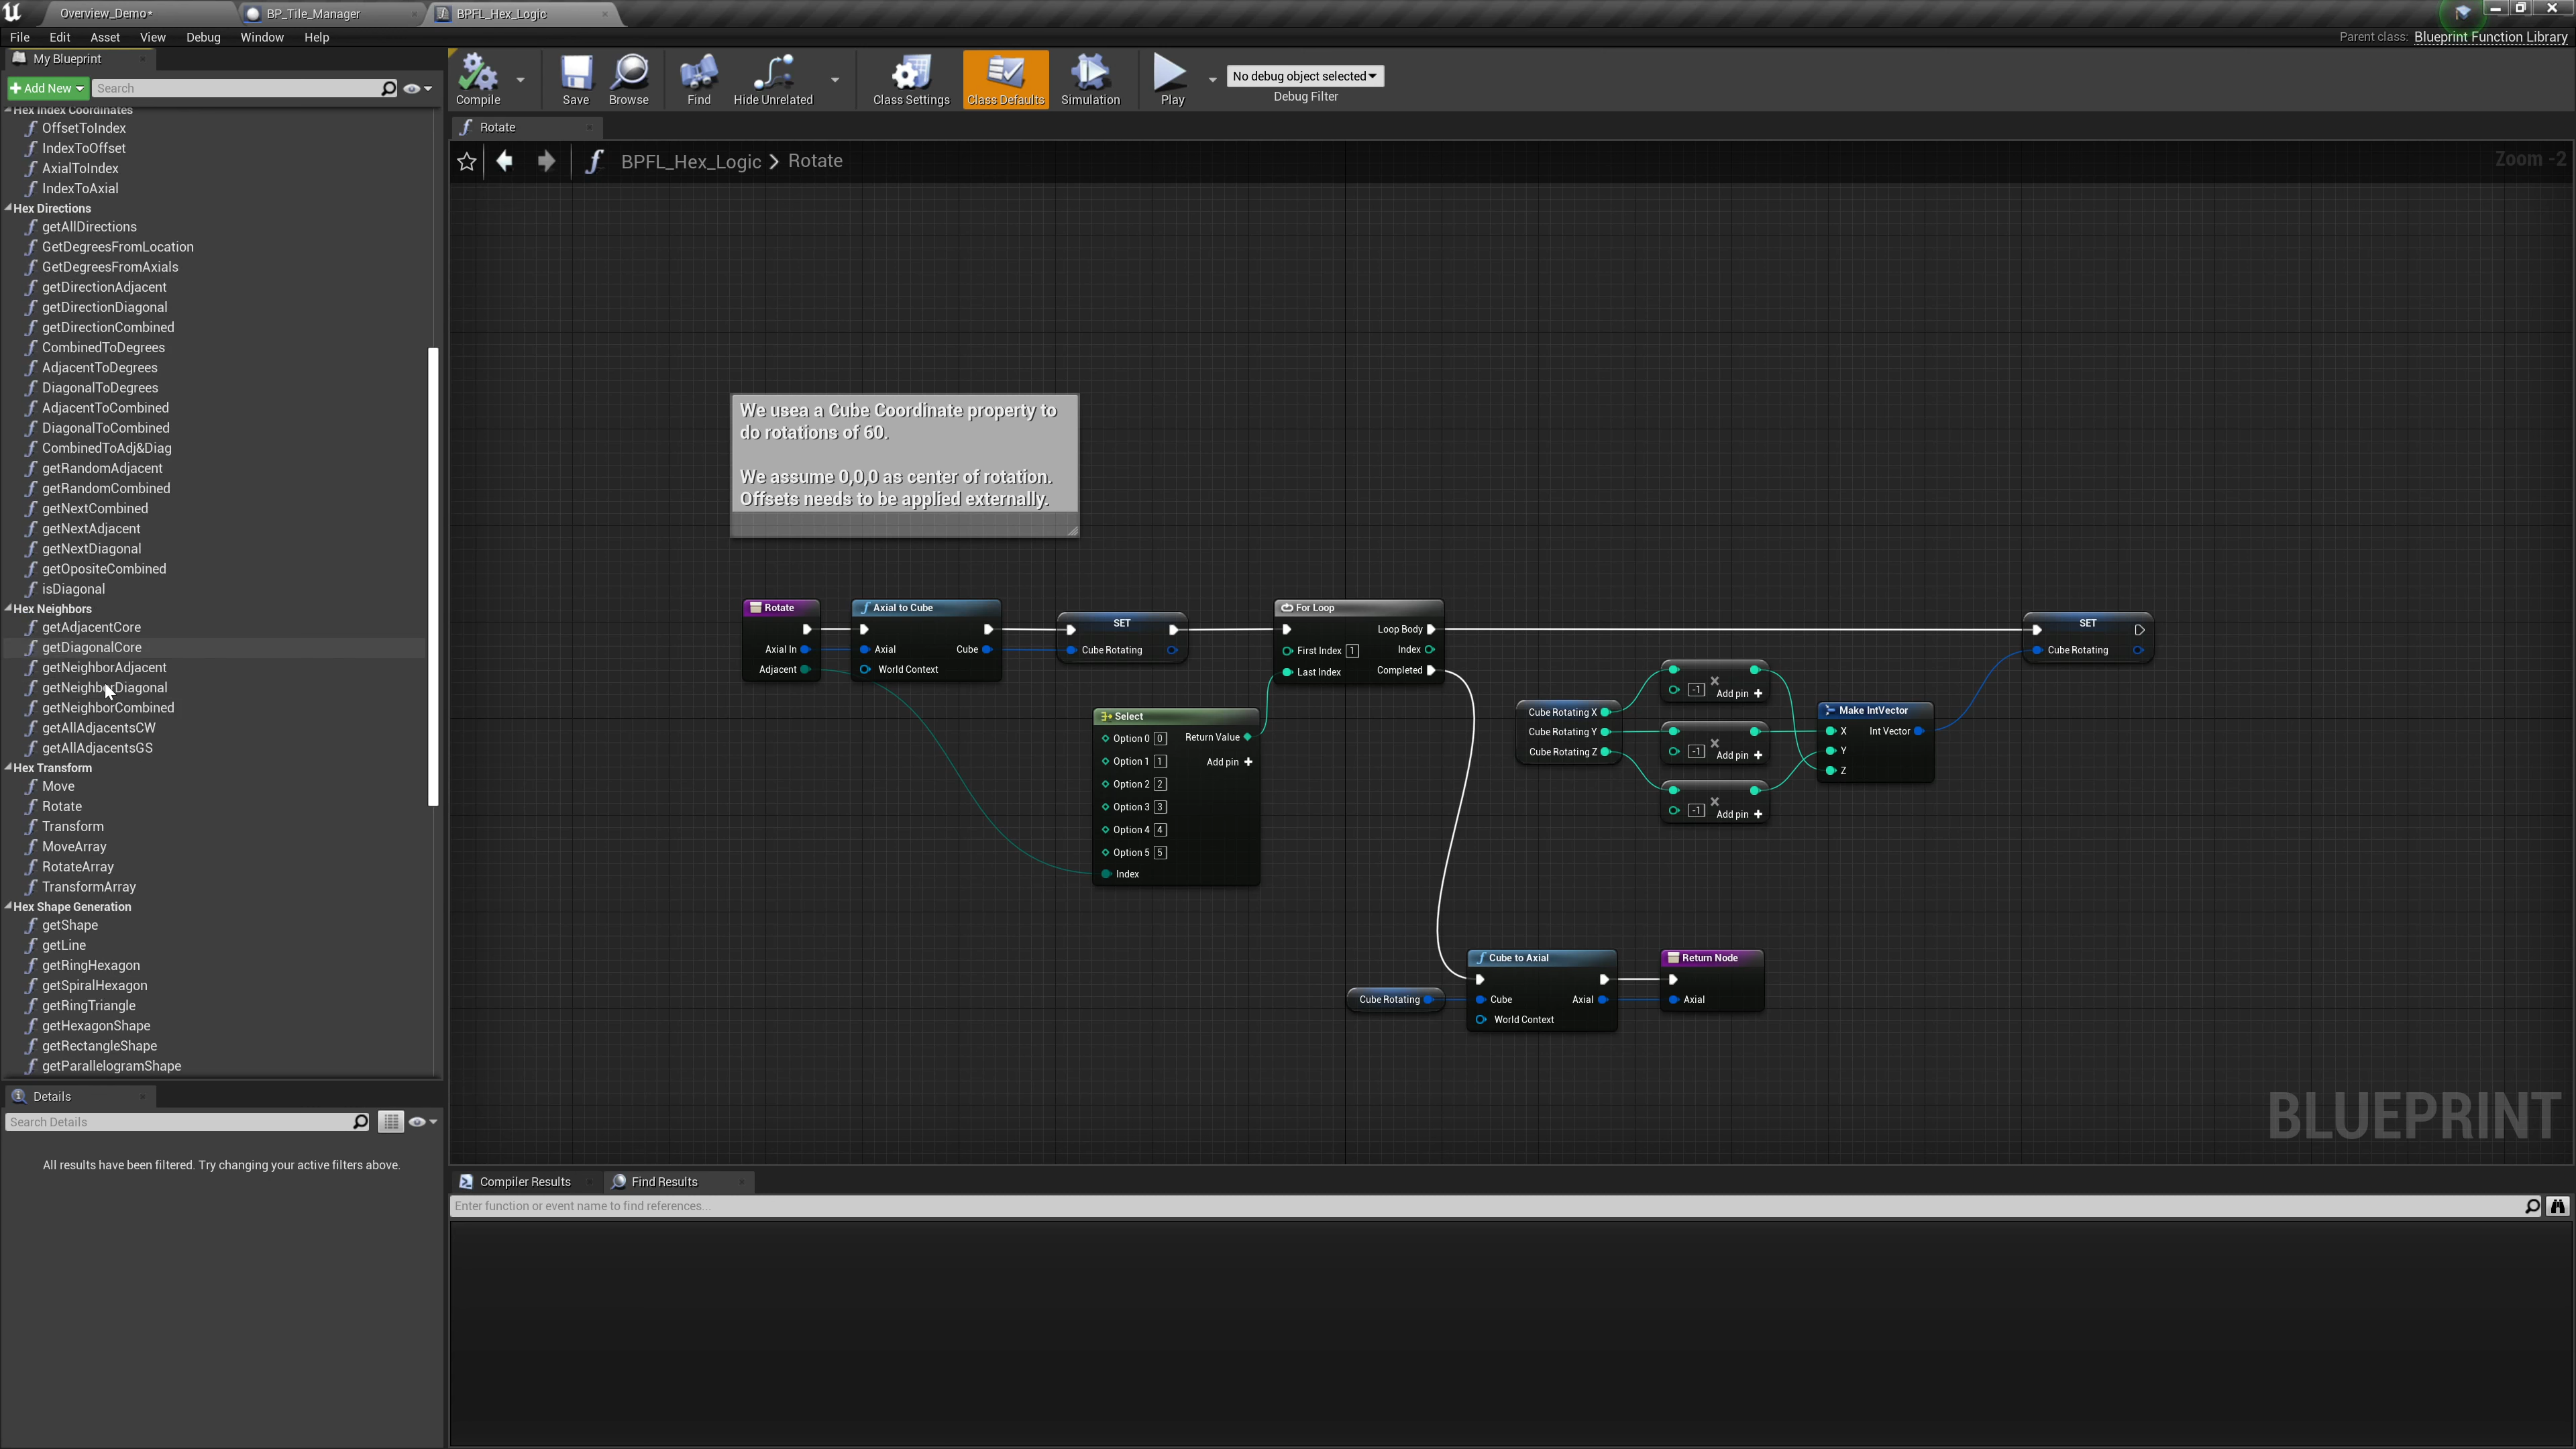 Overview_Demo*
BP_Tile_Manager
BPFL_Hex_Logic
File Edit Asset View Debug Window Help
Parent class: Blueprint Function Library
My Blueprint
Add New
Search
Hex Index Coordinates
OffsetToIndex
IndexToOffset
AxialToIndex
IndexToAxial
Hex Directions
getAllDirections
GetDegreesFromLocation
GetDegreesFromAxials
getDirectionAdjacent
getDirectionDiagonal
getDirectionCombined
CombinedToDegrees
AdjacentToDegrees
DiagonalToDegrees
AdjacentToCombined
DiagonalToCombined
CombinedToAdj&Diag
getRandomAdjacent
getRandomCombined
getNextCombined
getNextAdjacent
getNextDiagonal
getOpositeCombined
isDiagonal
Hex Neighbors
getAdjacentCore
getDiagonalCore
getNeighborAdjacent
getNeighborDiagonal
getNeighborCombined
getAllAdjacentsCW
getAllAdjacentsGS
Hex Transform
Move
Rotate
Transform
MoveArray
RotateArray
TransformArray
Hex Shape Generation
getShape
getLine
getRingHexagon
getSpiralHexagon
getRingTriangle
getHexagonShape
getRectangleShape
getParallelogramShape
Details
Search Details
All results have been filtered. Try changing your active filters above.
Compile
Save
Browse
Find
Hide Unrelated
Class Settings
Class Defaults
Simulation
Play
No debug object selected
Debug Filter
Rotate
BPFL_Hex_Logic > Rotate
Zoom -2
We usea a Cube Coordinate property to
do rotations of 60.
We assume 0,0,0 as center of rotation.
Offsets needs to be applied externally.
Rotate
Axial In
Adjacent
Axial to Cube
Axial Cube
World Context
SET
Cube Rotating
For Loop
Loop Body
First Index 1 Index
Last Index Completed
Select
Option 0 0 Return Value
Option 1 1 Add pin +
Option 2 2
Option 3 3
Option 4 4
Option 5 5
Index
Cube Rotating X
Cube Rotating Y
Cube Rotating Z
-1 Add pin +
-1 Add pin +
-1 Add pin +
Make IntVector
X Int Vector
Y
Z
SET
Cube Rotating
Cube Rotating
Cube to Axial
Cube Axial
World Context
Return Node
Axial
BLUEPRINT
Compiler Results
Find Results
Enter function or event name to find references...